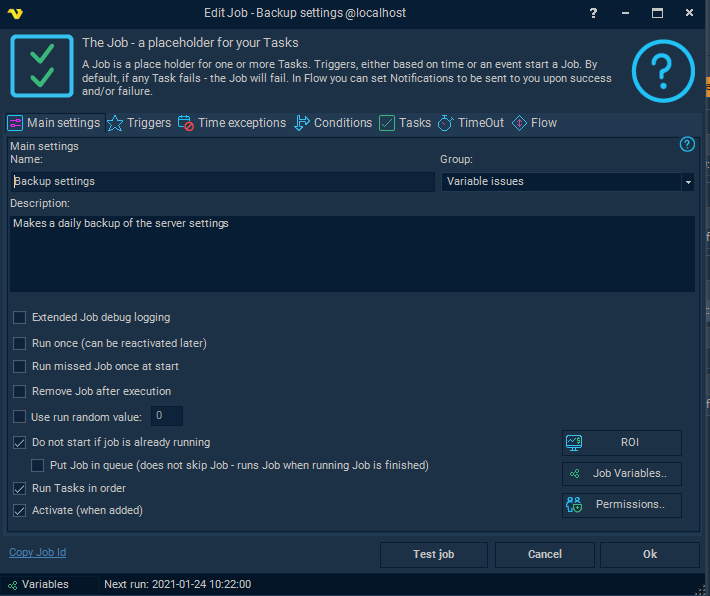 Edit Job - Backup settings @localhost
The Job - a placeholder for your Tasks
A Job is a place holder for one or more Tasks. Triggers, either based on time or an event start a Job. By
default, if any Task fails - the Job will fail. In Flow you can set Notifications to be sent to you upon success
and/or failure.
Main settings Triggers Time exceptions Conditions Tasks TimeOut Flow
Main settings
Name: Group:
Backup settings Variable issues
Description:
Makes a daily backup of the server settings
Extended Job debug logging
Run once (can be reactivated later)
Run missed Job once at start
Remove Job after execution
Use run random value: 0
Do not start if job is already running
ROI
Put Job in queue (does not skip Job - runs Job when running Job is finished)
Job Variables..
Run Tasks in order
Permissions..
Activate (when added)
Copy Job Id
Test job Cancel Ok
Variables Next run: 2021-01-24 10:22:00